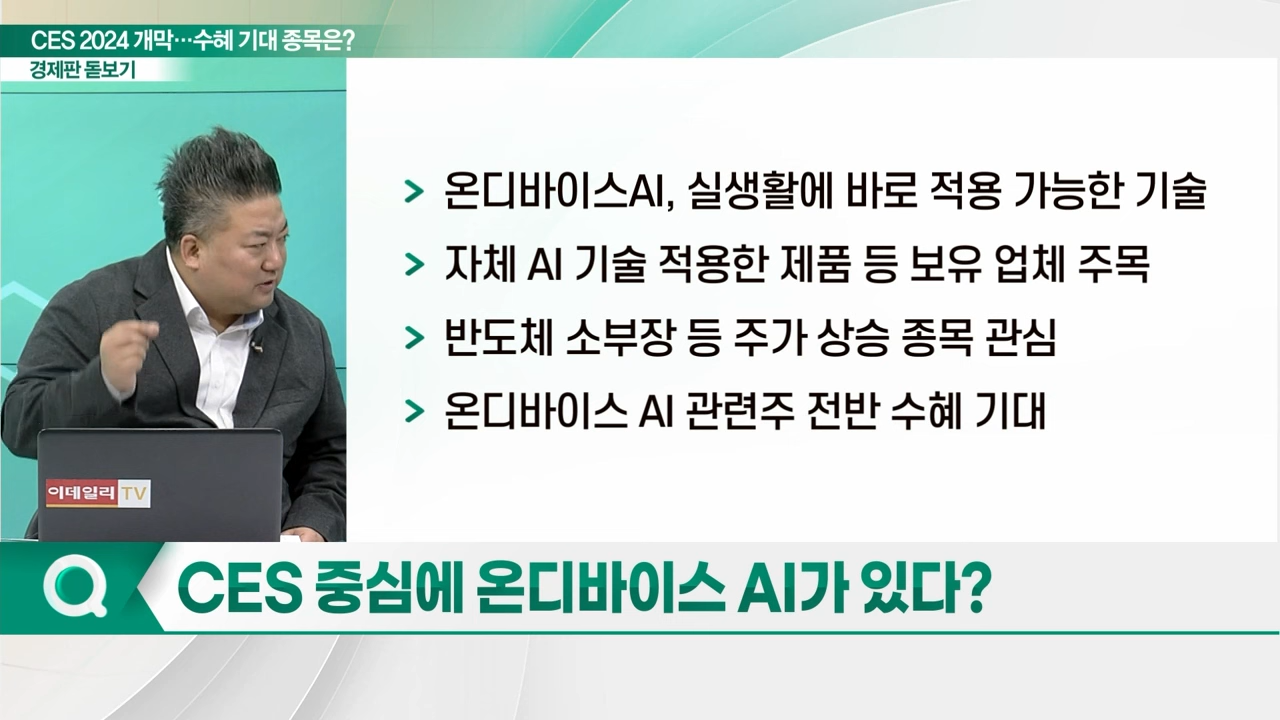 CES 2024 개막…수혜 기대 종목은?
경제판 돋보기
> 온디바이스AI, 실생활에 바로 적용 가능한 기술
> 자체 AI 기술 적용한 제품 등 보유 업체 주목
> 반도체 소부장 등 주가 상승 종목 관심
> 온디바이스 AI 관련주 전반 수혜 기대
이데일리 TV
CES 중심에 온디바이스 AI가 있다?